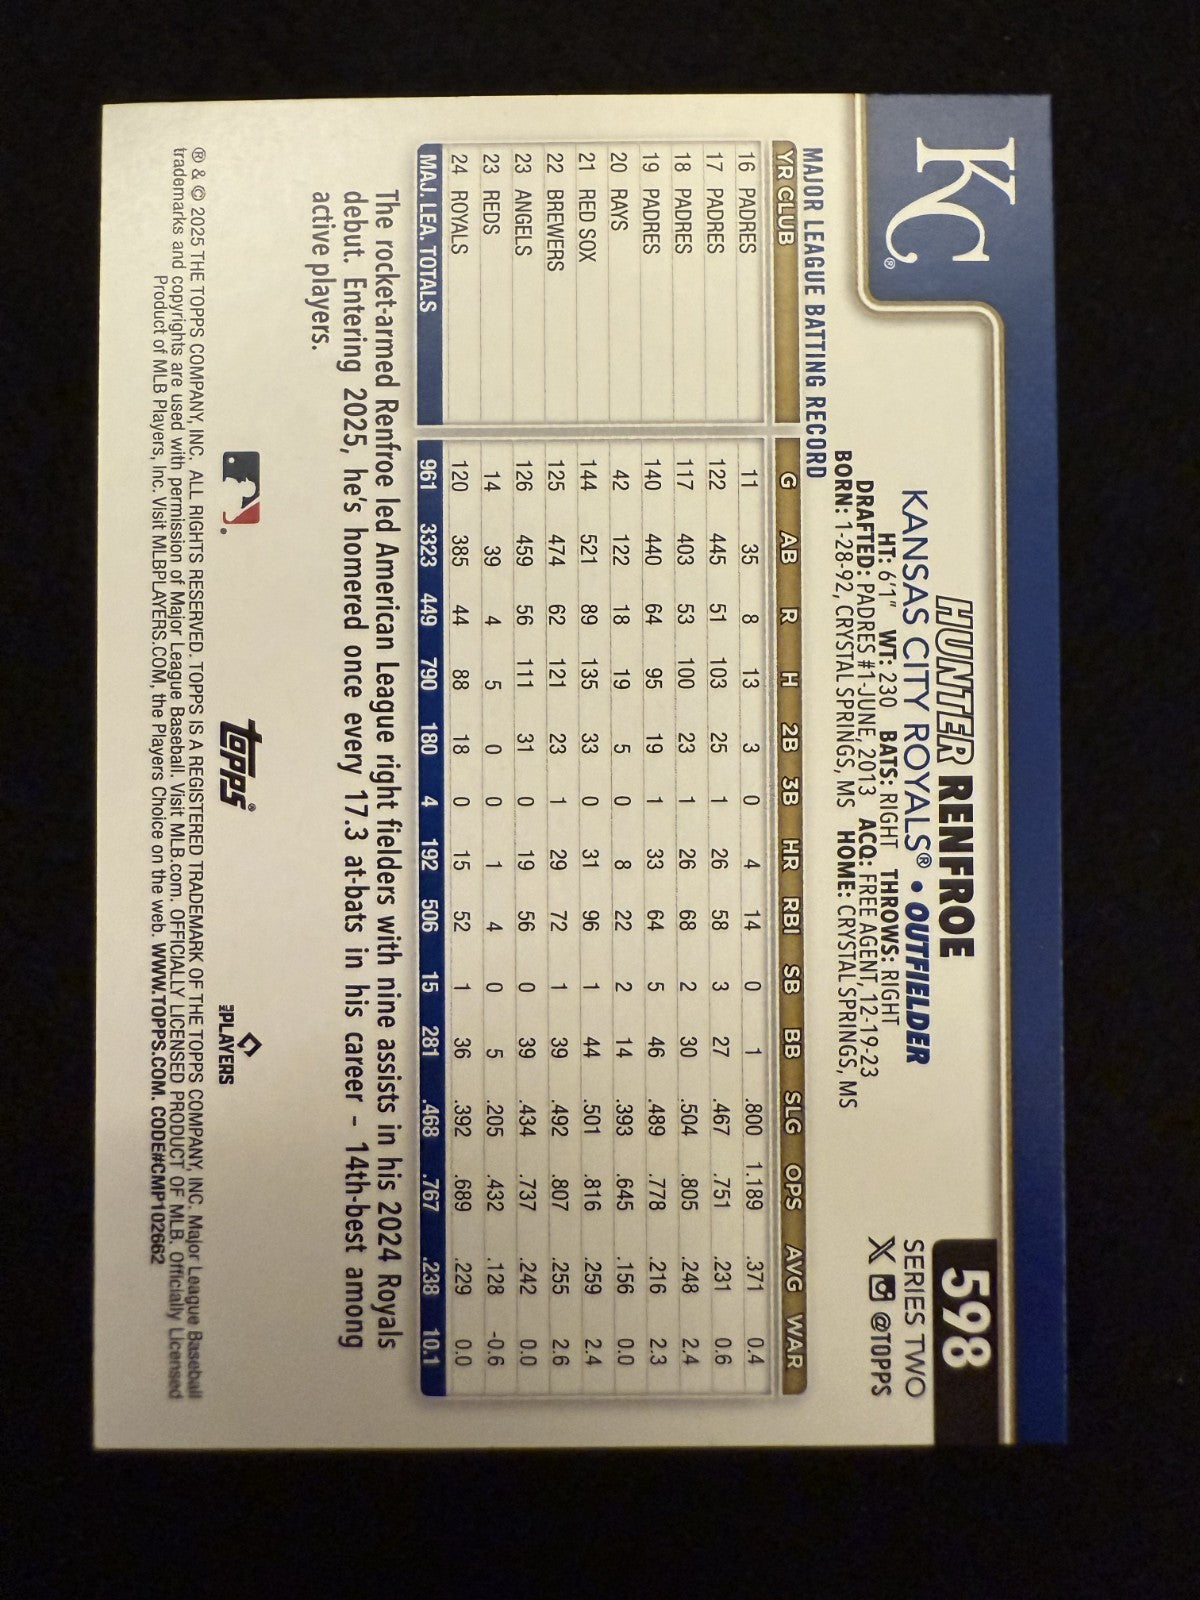 KC®
598
SERIES TWO
X @TOPPS
HUNTER RENFROE
KANSAS CITY ROYALS® • OUTFIELDER
HT: 6'1" WT: 230 BATS: RIGHT THROWS: RIGHT
DRAFTED: PADRES #1-JUNE, 2013 ACQ: FREE AGENT, 12-19-23
BORN: 1-28-92, CRYSTAL SPRINGS, MS HOME: CRYSTAL SPRINGS, MS
MAJOR LEAGUE BATTING RECORD
YR CLUB G AB R H 2B 3B HR RBI SB BB SLG OPS AVG WAR
16 PADRES 11 35 8 13 3 0 4 14 0 1 .800 1.189 .371 0.4
17 PADRES 122 445 51 103 25 1 26 58 3 27 .467 .751 .231 0.6
18 PADRES 117 403 53 100 23 1 26 68 2 30 .504 .805 .248 2.4
19 PADRES 140 440 64 95 19 1 33 64 5 46 .489 .778 .216 2.3
20 RAYS 42 122 18 19 5 0 8 22 2 14 .393 .645 .156 0.0
21 RED SOX 144 521 89 135 33 0 31 96 1 44 .501 .816 .259 2.4
22 BREWERS 125 474 62 121 23 1 29 72 1 39 .492 .807 .255 2.6
23 ANGELS 126 459 56 111 31 0 19 56 0 39 .434 .737 .242 0.0
23 REDS 14 39 4 5 0 0 1 4 0 5 .205 .432 .128 -0.6
24 ROYALS 120 385 44 88 18 0 15 52 1 36 .392 .689 .229 0.0
MAJ. LEA. TOTALS 961 3323 449 790 180 4 192 506 15 281 .468 .767 .238 10.1
The rocket-armed Renfroe led American League right fielders with nine assists in his 2024 Royals
debut. Entering 2025, he's homered once every 17.3 at-bats in his career – 14th-best among
active players.
topps®
MLB PLAYERS
® & © 2025 THE TOPPS COMPANY, INC. ALL RIGHTS RESERVED. TOPPS IS A REGISTERED TRADEMARK OF THE TOPPS COMPANY, INC. Major League Baseball
trademarks and copyrights are used with permission of Major League Baseball. Visit MLB.com. OFFICIALLY LICENSED PRODUCT OF MLB. Officially Licensed
Product of MLB Players, Inc. Visit MLBPLAYERS.COM, the Players Choice on the web. WWW.TOPPS.COM. CODE#CMP102662